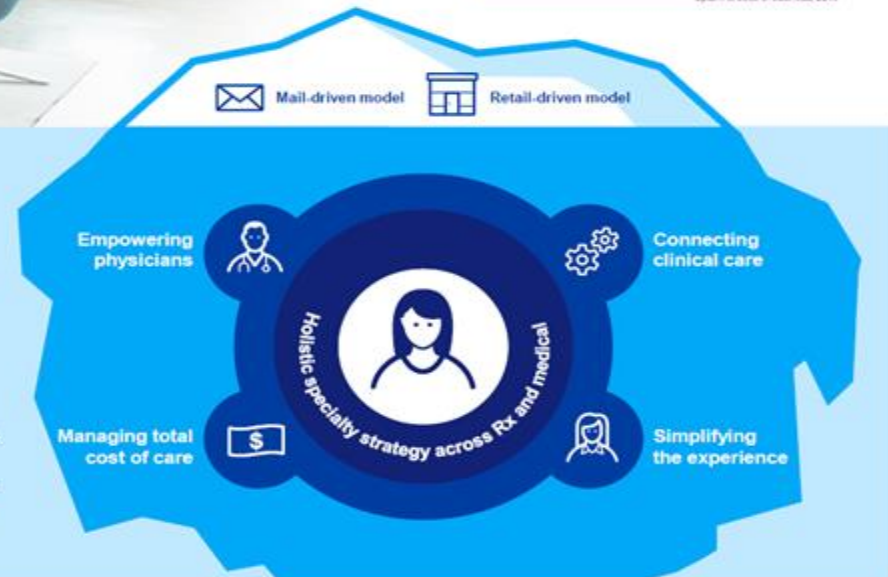 Mail-driven model
Retail-driven model
Empowering
physicians
Connecting
clinical care
Holistic specialty strategy across Rx and medical
Managing total
cost of care
$
Simplifying
the experience